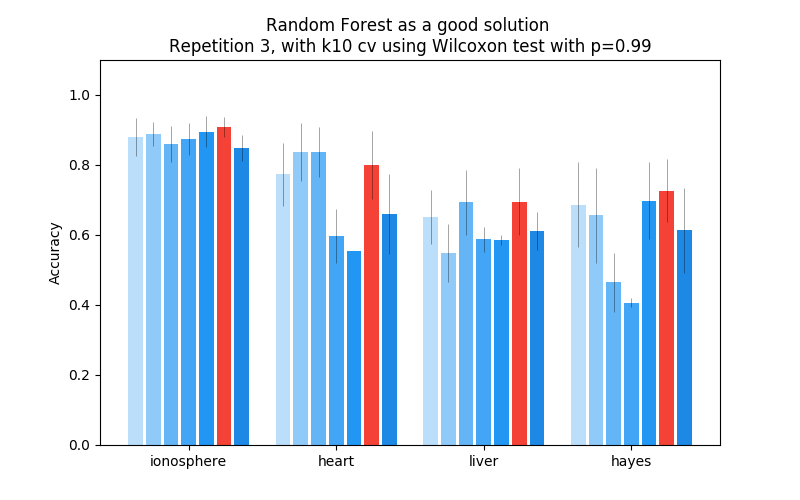 Random Forest as a good solution
Repetition 3, with k10 cv using Wilcoxon test with p=0.99
1.0
0.8
0.6
0.4
0.2
0.0
Accuracy
ionosphere heart liver hayes